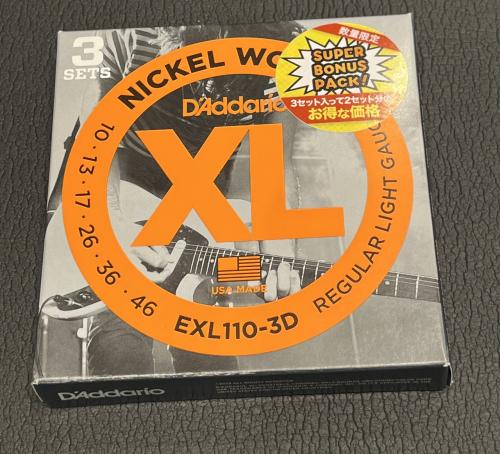 3
SETS
NICKEL WO
数量限定
SUPER
BONUS
PACK!
3セット入って2セット分の
お得な価格
D'Addario
XL
10 · 13 · 17 · 26 · 36 · 46
REGULAR LIGHT GAUG
USA MADE
EXL110-3D
D'Addario